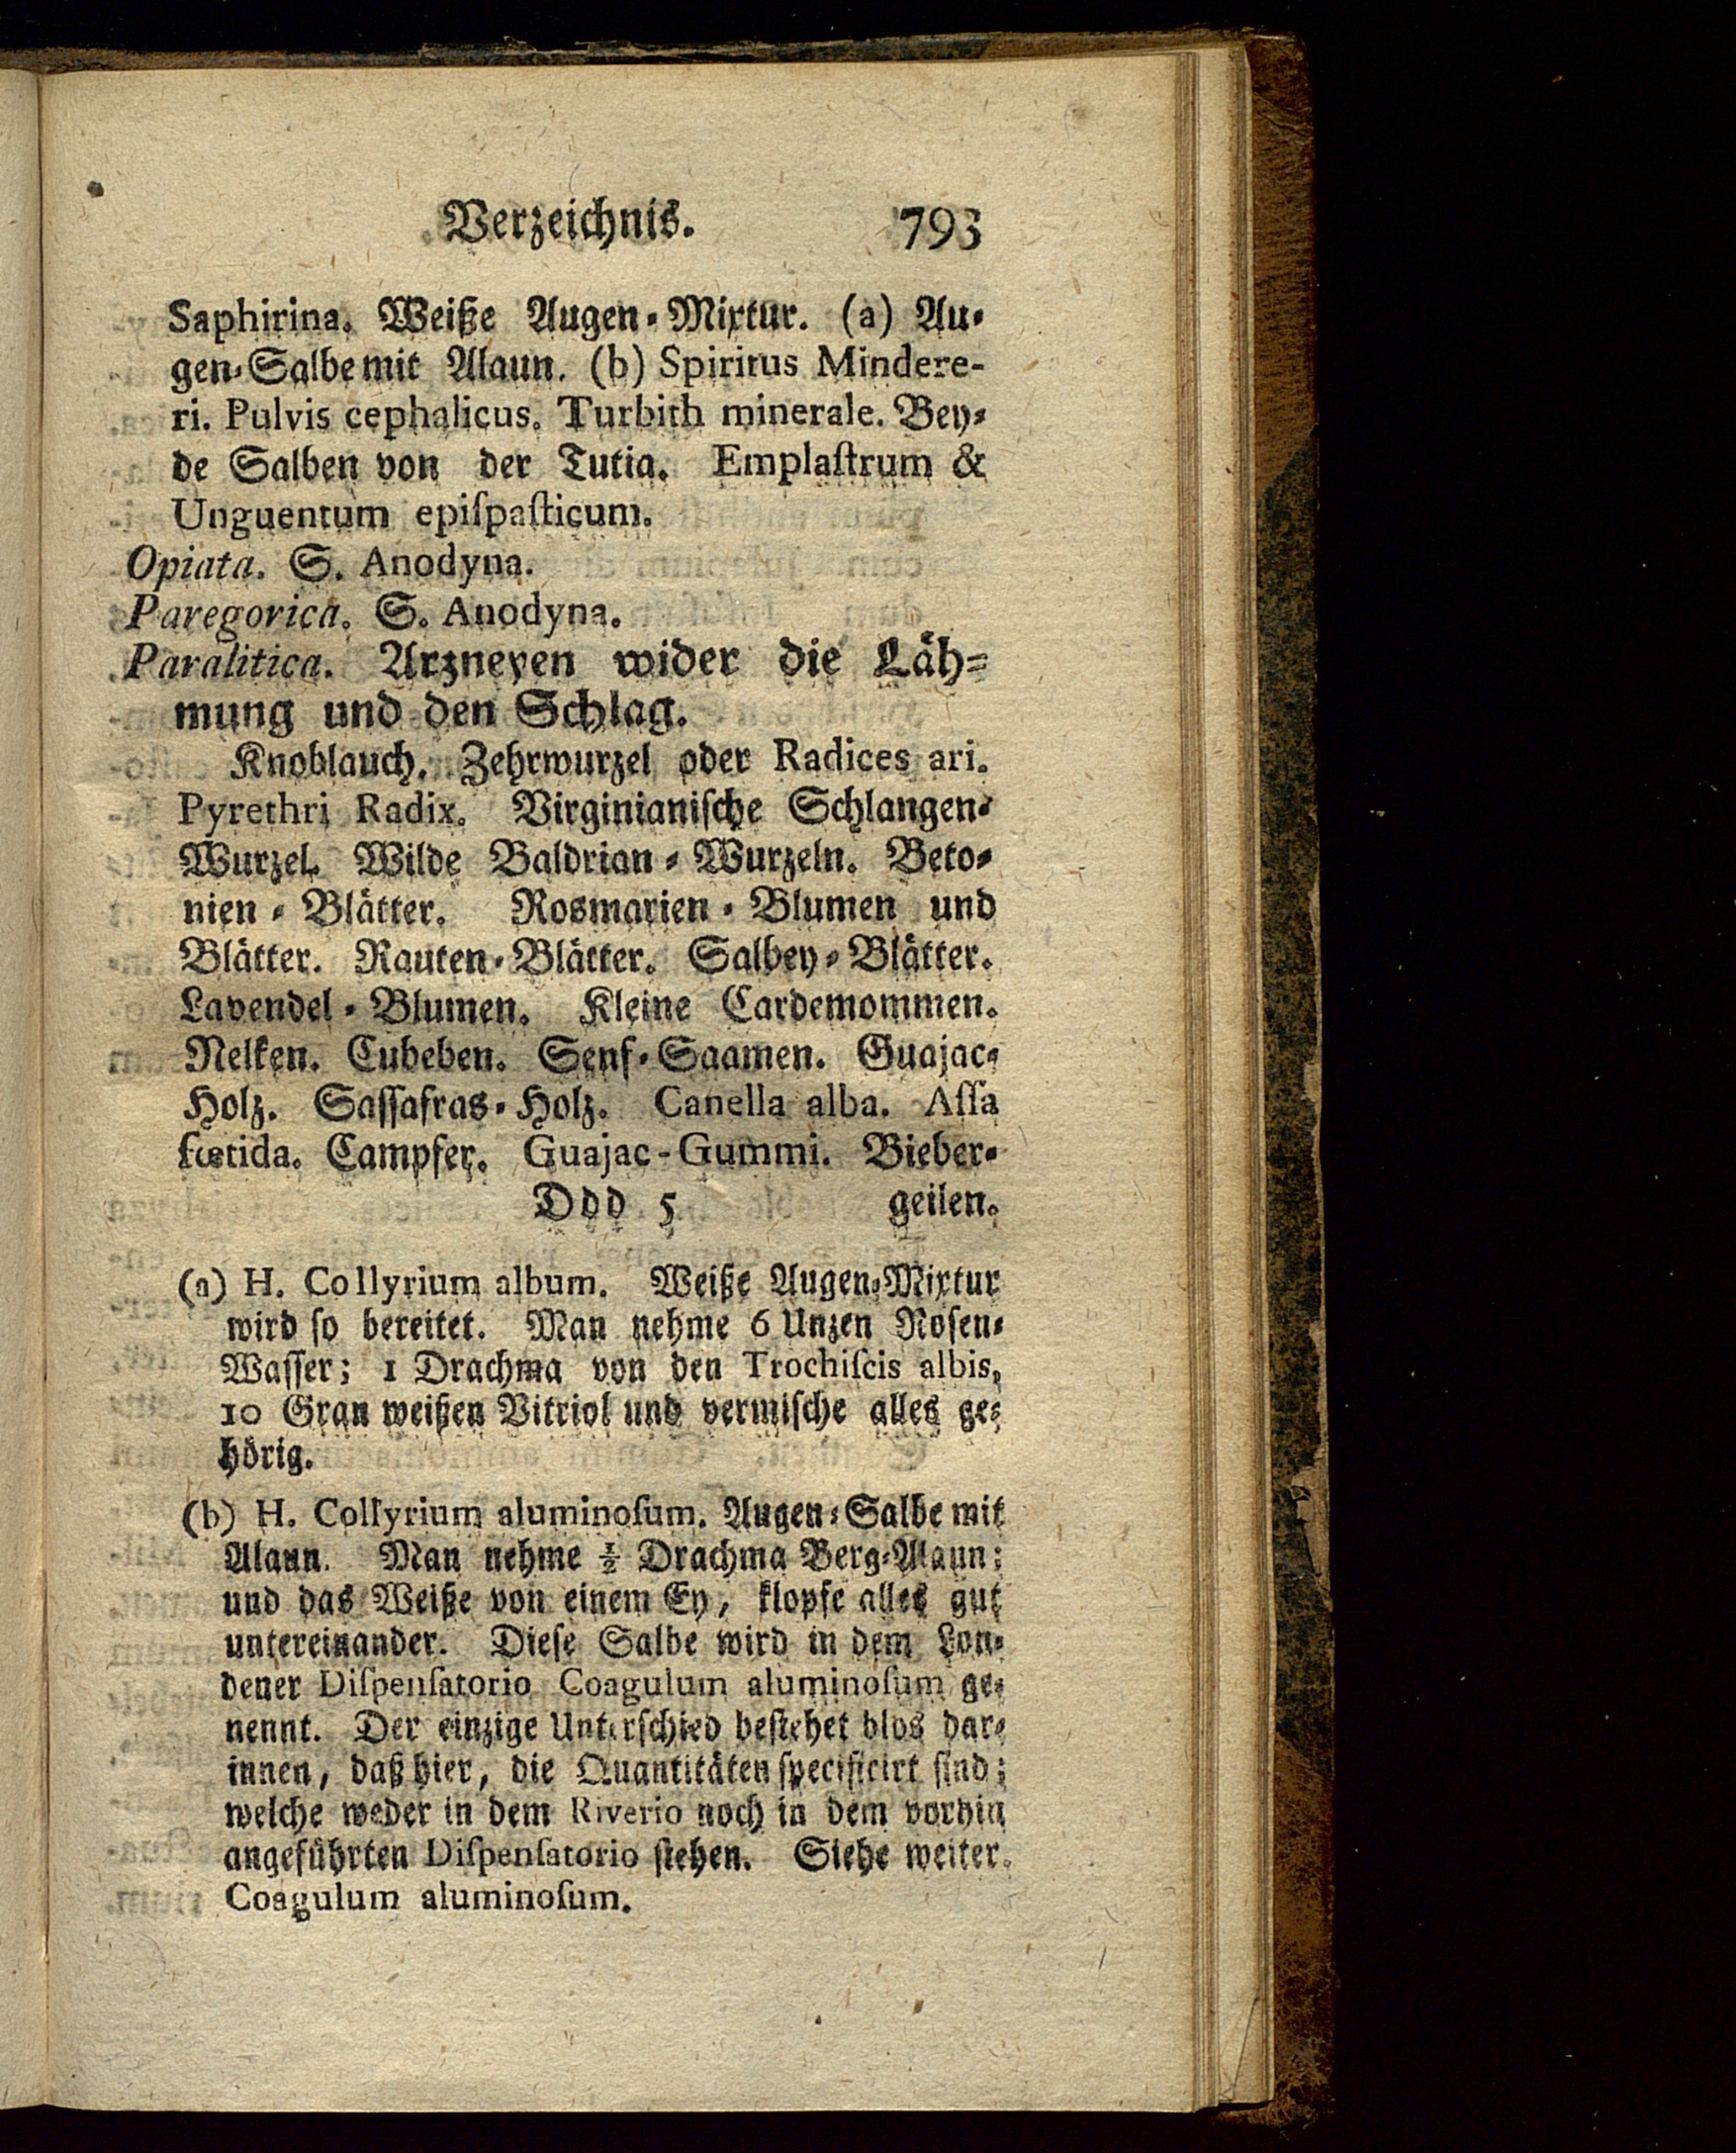 Verzeichnis. 793
Saphirina. Weiße Augen-Mixtur. (a) Au-
gen-Salbe mit Alaun. (b) Spiritus Mindere-
ri. Pulvis cephalicus. Turbith minerale. Bey-
de Salben von der Tutia. Emplaſtrum &
Unguentum epiſpaſticum.
Opiata. S. Anodyna.
Paregorica. S. Anodyna.
Paralitica. Arzneyen wider die Läh-
mung und den Schlag.
Knoblauch. Zehrwurzel oder Radices ari.
Pyrethri Radix. Virginianiſche Schlangen-
Wurzel. Wilde Baldrian-Wurzeln. Beto-
nien-Blätter. Rosmarien-Blumen und
Blätter. Rauten-Blätter. Salbey-Blätter.
Lavendel-Blumen. Kleine Cardemommen.
Nelken. Cubeben. Senf-Saamen. Guajac-
Holz. Saſſafras-Holz. Canella alba. Aſſa
fœtida. Campfer. Guajac-Gummi. Bieber-
Ddd 5 geilen.
(a) H. Collyrium album. Weiße Augen-Mixtur
wird ſo bereitet. Man nehme 6 Unzen Roſen-
Waſſer; 1 Drachma von den Trochiſcis albis,
10 Gran weißen Vitriol und vermiſche alles ge-
hörig.
(b) H. Collyrium aluminoſum. Augen-Salbe mit
Alaun. Man nehme ½ Drachma Berg-Alaun;
und das Weiße von einem Ey, klopfe alles gut
untereinander. Dieſe Salbe wird in dem Lon-
dener Diſpenſatorio Coagulum aluminoſum ge-
nennt. Der einzige Unterſchied beſtehet blos dar-
innen, daß hier, die Quantitäten ſpecificirt ſind;
welche weder in dem Riverio noch in dem vorhin
angeführten Diſpenſatorio ſtehen. Siehe weiter.
Coagulum aluminoſum.